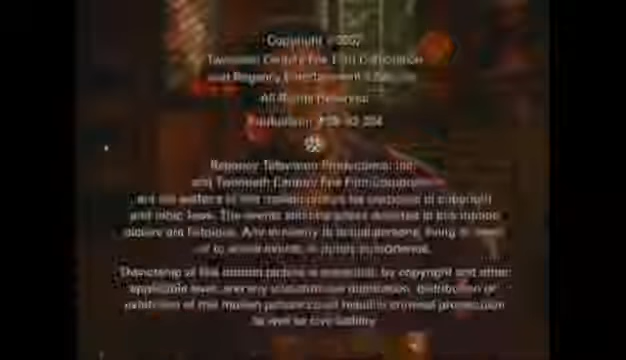 Copyright ©2002
Twentieth Century Fox Film Corporation
and Regency Entertainment
All Rights Reserved
Regency Television Productions, Inc.
and Twentieth Century Fox Film Corporation
are the authors of this motion picture for purposes of copyright
and other laws. The events and characters depicted in this motion
picture are fictitious. Any similarity to actual persons, living or dead
or to actual events, is purely coincidental.
Ownership of this motion picture is protected by copyright and other
applicable laws, and any unauthorized duplication, distribution or
exhibition of this motion picture could result in criminal prosecution
as well as civil liability.